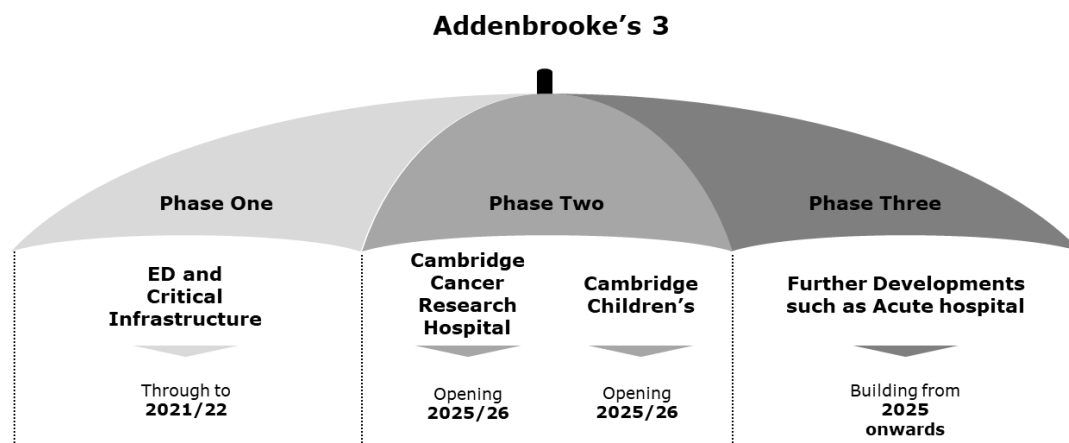 Addenbrooke’s 3
Phase One
Phase Two
Phase Three
ED and
Critical
Infrastructure
Through to
2021/22
Cambridge
Cancer
Research
Hospital
Opening
2025/26
Cambridge
Children’s
Opening
2025/26
Further Developments
such as Acute hospital
Building from
2025
onwards